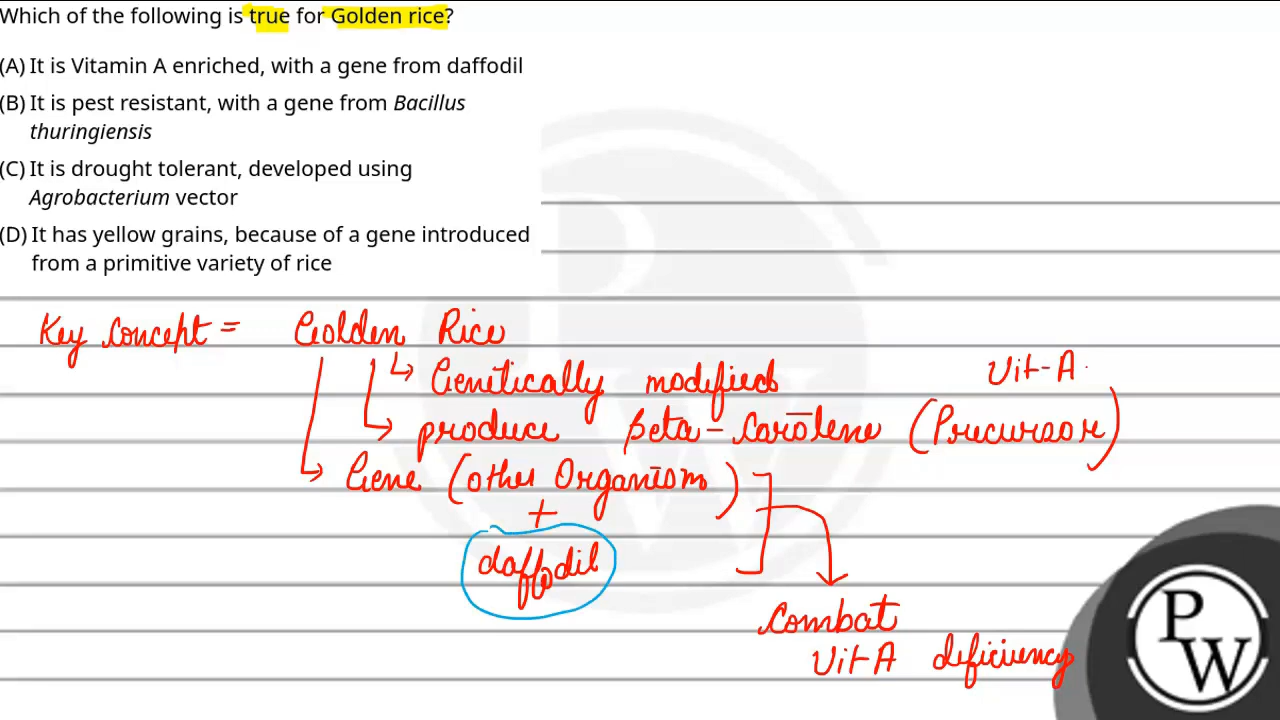 Which of the following is true for Golden rice?
(A) It is Vitamin A enriched, with a gene from daffodil
(B) It is pest resistant, with a gene from Bacillus
thuringiensis
(C) It is drought tolerant, developed using
Agrobacterium vector
(D) It has yellow grains, because of a gene introduced
from a primitive variety of rice
Key Concept = Golden Rice
Genetically modified
Vit-A.
produce Beta-Carotene (Precursor)
Gene (other Organism)
+
daffodil
Combat
Vit-A deficiuency
PW
PW